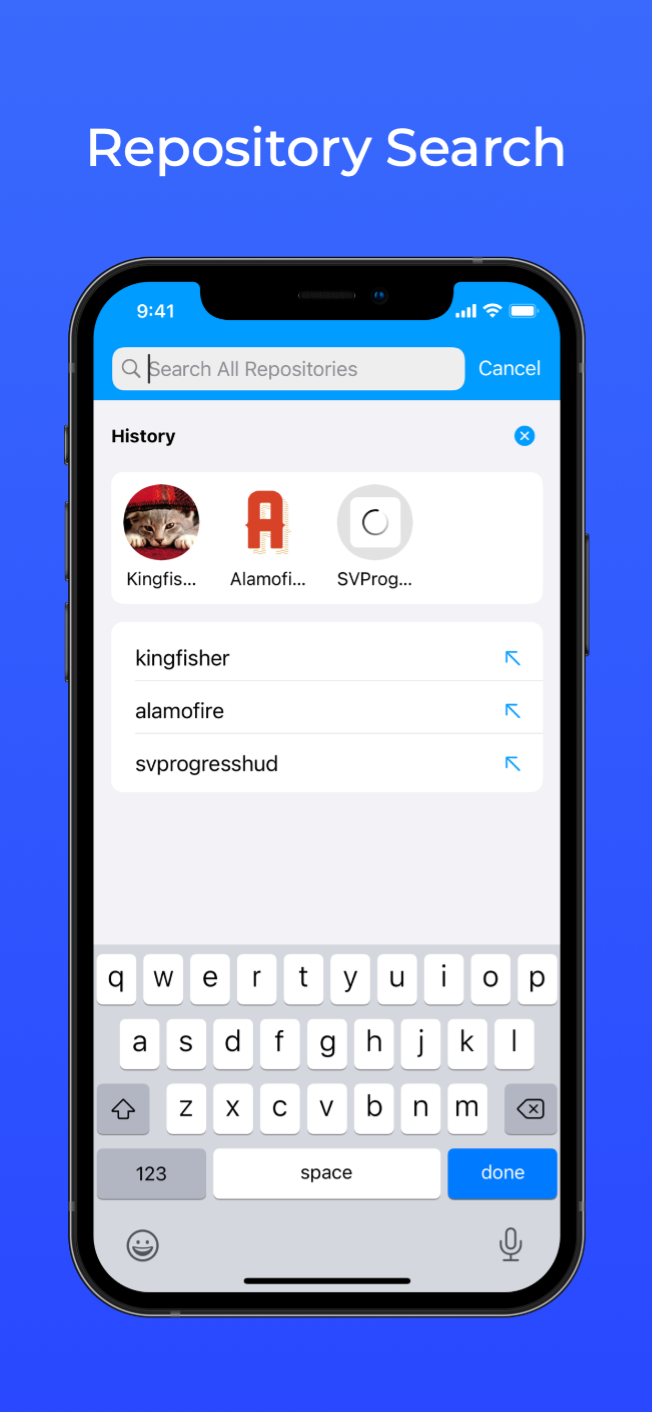 Repository Search
9:41
Search All Repositories Cancel
History
Kingfis... Alamofi... SVProg...
kingfisher
alamofire
svprogresshud
q w e r t y u i o p
a s d f g h j k l
z x c v b n m
123 space done